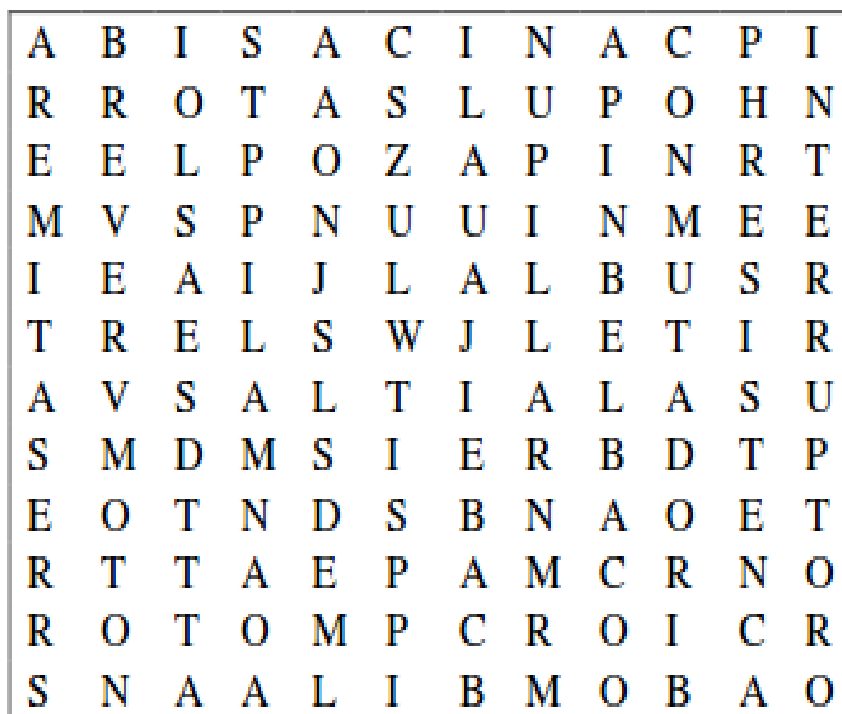 A B I S A C I N A C P I
R R O T A S L U P O H N
E E L P O Z A P I N R T
M V S P N U U I N M E E
I E A I J L A L B U S R
T R E L S W J L E T I R
A V S A L T I A L A S U
S M D M S I E R B D T P
E O T N D S B N A O E T
R T T A E P A M C R N O
R O T O M P C R O I C R
S N A A L I B M O B A O